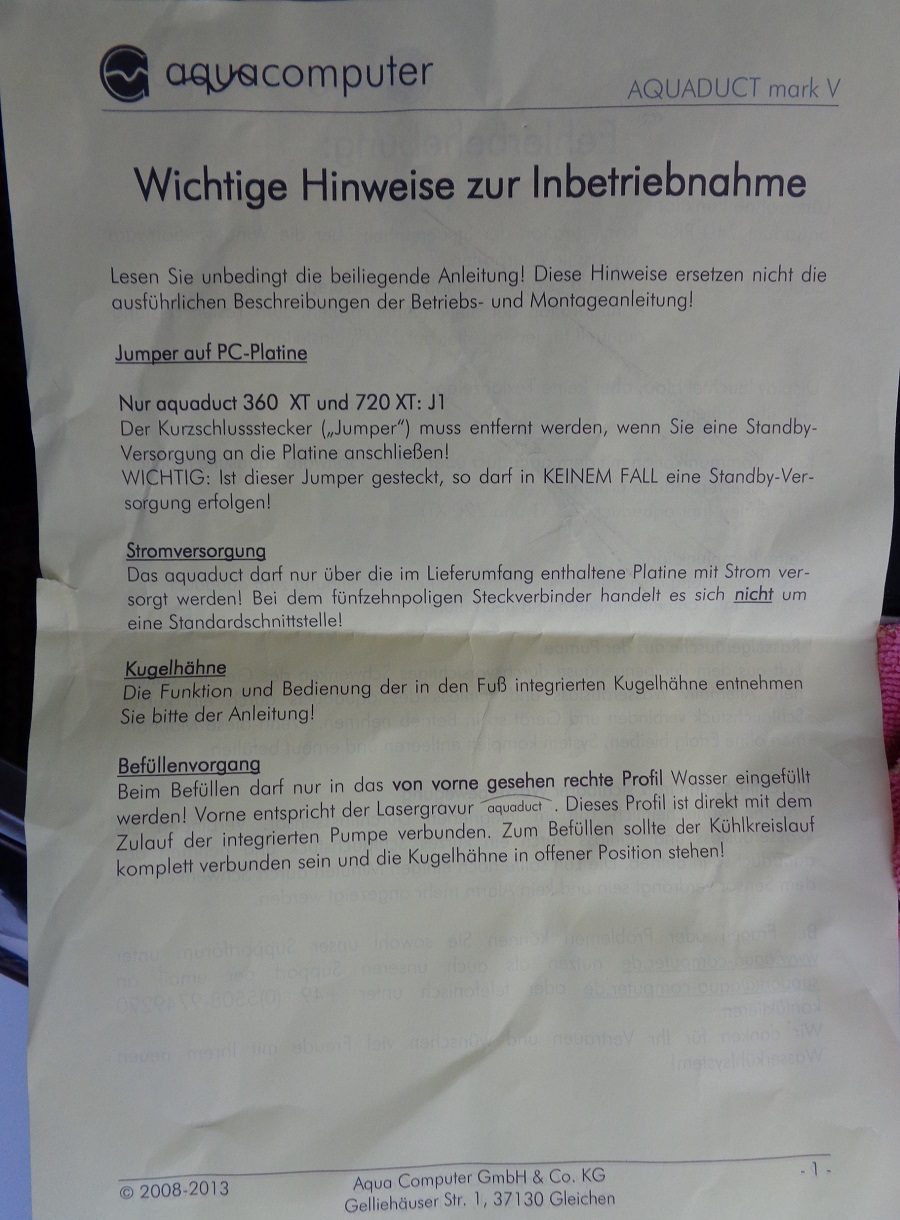 aquacomputer
AQUADUCT mark V
Wichtige Hinweise zur Inbetriebnahme
Lesen Sie unbedingt die beiliegende Anleitung! Diese Hinweise ersetzen nicht die
ausführlichen Beschreibungen der Betriebs- und Montageanleitung!
Jumper auf PC-Platine
Nur aquaduct 360 XT und 720 XT: J1
Der Kurzschlussstecker („Jumper“) muss entfernt werden, wenn Sie eine Standby-
Versorgung an die Platine anschließen!
WICHTIG: Ist dieser Jumper gesteckt, so darf in KEINEM FALL eine Standby-Ver-
sorgung erfolgen!
Stromversorgung
Das aquaduct darf nur über die im Lieferumfang enthaltene Platine mit Strom ver-
sorgt werden! Bei dem fünfzehnpoligen Steckverbinder handelt es sich nicht um
eine Standardschnittstelle!
Kugelhähne
Die Funktion und Bedienung der in den Fuß integrierten Kugelhähne entnehmen
Sie bitte der Anleitung!
Befüllenvorgang
Beim Befüllen darf nur in das von vorne gesehen rechte Profil Wasser eingefüllt
werden! Vorne entspricht der Lasergravur aquaduct . Dieses Profil ist direkt mit dem
Zulauf der integrierten Pumpe verbunden. Zum Befüllen sollte der Kühlkreislauf
komplett verbunden sein und die Kugelhähne in offener Position stehen!
© 2008-2013
Aqua Computer GmbH & Co. KG
Gelliehäuser Str. 1, 37130 Gleichen
- 1 -